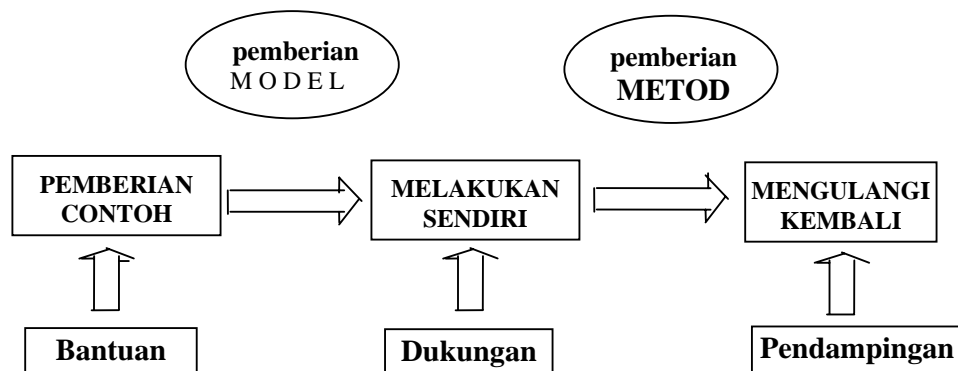 pemberian
MODEL
pemberian
METOD
PEMBERIAN
CONTOH
MELAKUKAN
SENDIRI
MENGULANGI
KEMBALI
Bantuan
Dukungan
Pendampingan